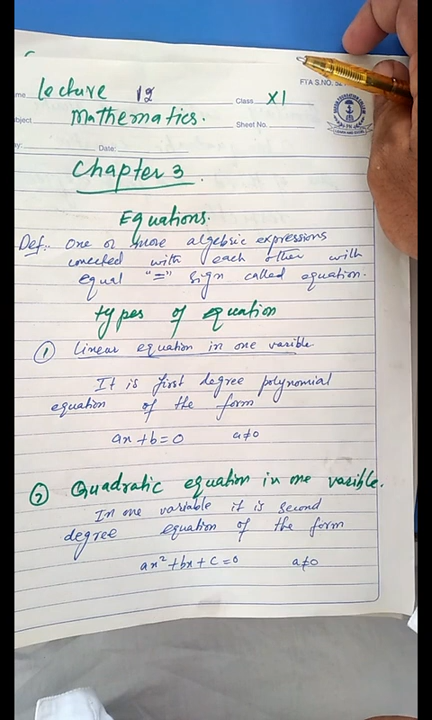 FTA S.NO.
Lecture 12 Class XI
Mathematics. Sheet No.
Date:
Chapter 3
Equations.
Def:- One or more algebric expressions
conected with each other with
equal "=" sign called equation.
types of equation
① Linear equation in one varible
It is first degree polynomial
equation of the form
ax + b = 0 a≠0
② Quadratic equation in one varible.
In one variable it is second
degree equation of the form
ax² + bx + c = 0 a≠0